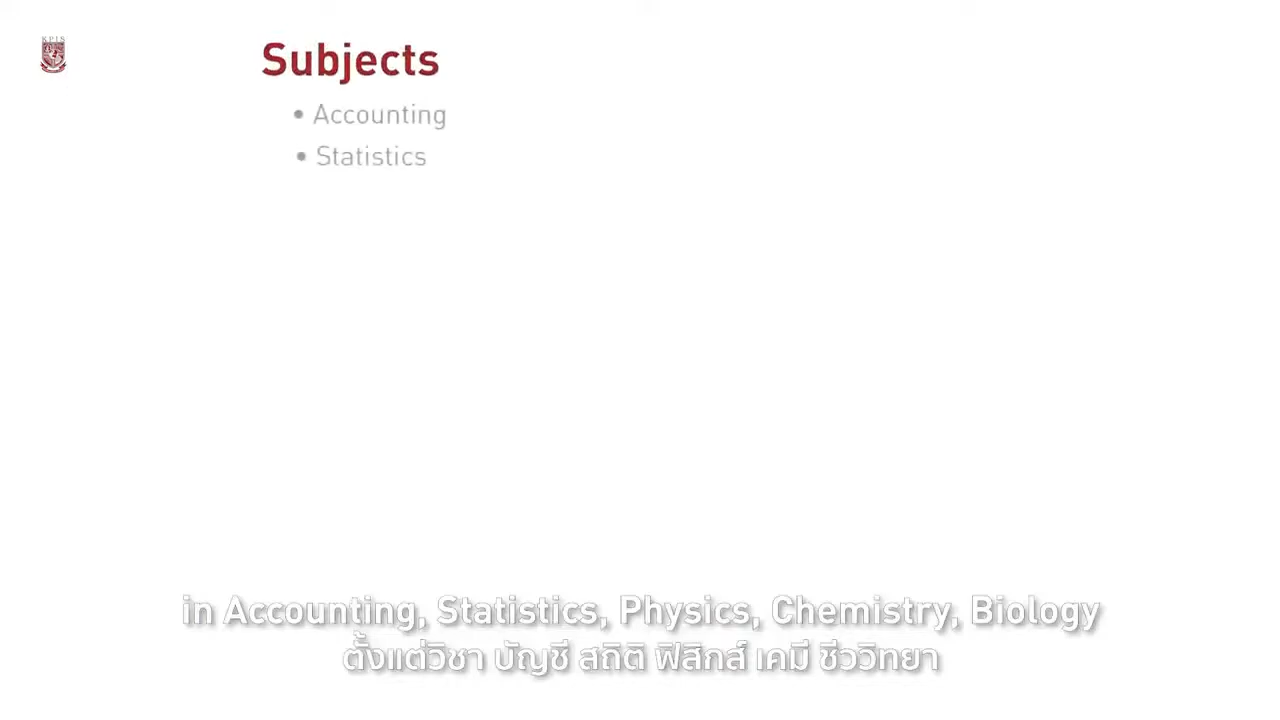 KPIS
Subjects
• Accounting
• Statistics
in Accounting, Statistics, Physics, Chemistry, Biology
ตั้งแต่วิชา บัญชี สถิติ ฟิสิกส์ เคมี ชีววิทยา